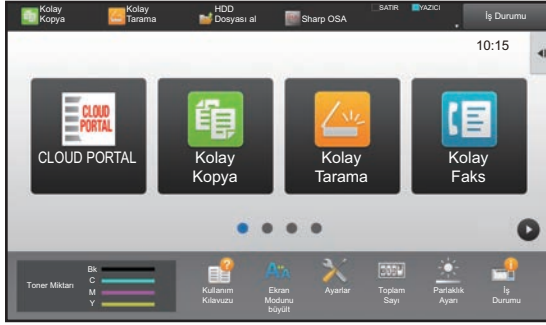 Kolay
Kopya
Kolay
Tarama
HDD
Dosyası al
Sharp OSA
SATIR
YAZICI
İş Durumu
10:15
CLOUD
PORTAL
CLOUD PORTAL
Kolay
Kopya
Kolay
Tarama
Kolay
Faks
Toner Miktarı
Bk
C
M
Y
Kullanım
Kılavuzu
Ekran
Modunu
büyült
Ayarlar
Toplam
Sayı
Parlaklık
Ayarı
İş
Durumu